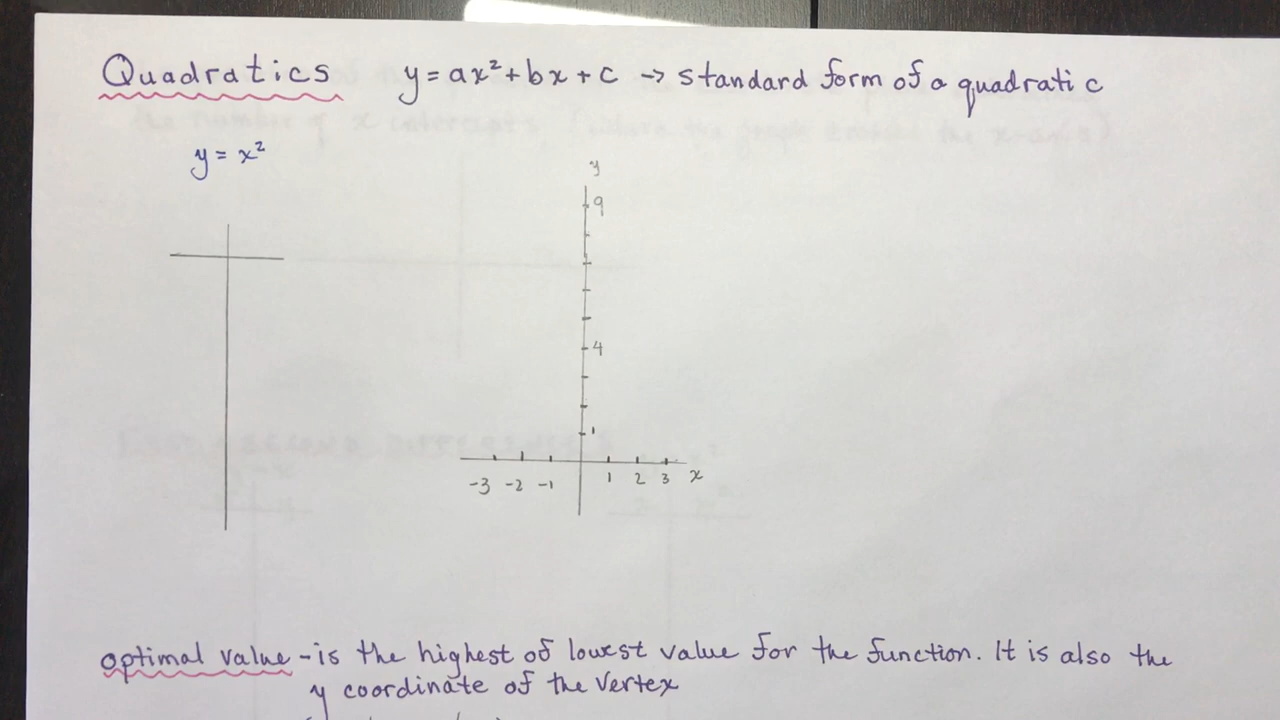 Quadratics y = ax² + bx + c → standard form of a quadratic
y = x²
y
9
4
1
-3 -2 -1 1 2 3 x
optimal value - is the highest of lowest value for the function. It is also the
y coordinate of the vertex